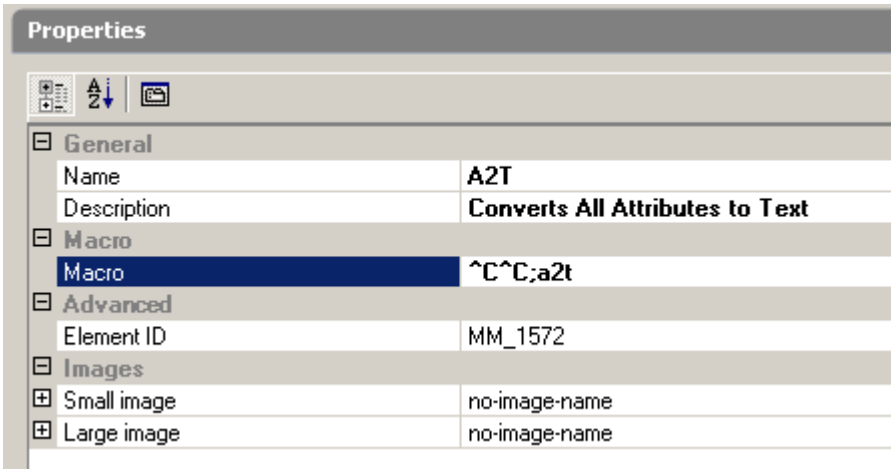 Properties
General
Name A2T
Description Converts All Attributes to Text
Macro
Macro ^C^C;a2t
Advanced
Element ID MM_1572
Images
Small image no-image-name
Large image no-image-name